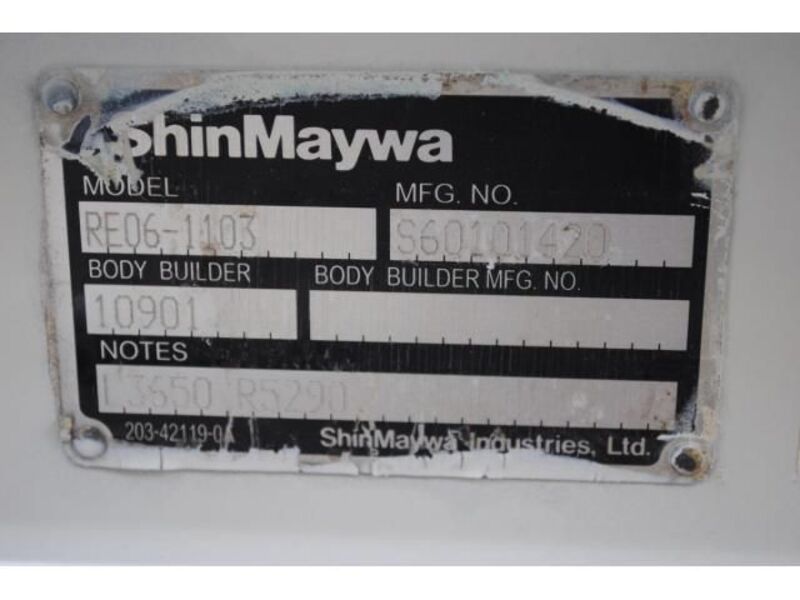 ShinMaywa
MODEL MFG. NO.
RE06-1103 S60101420
BODY BUILDER BODY BUILDER MFG. NO.
10901
NOTES
L3650 R5290
203-42119-0A ShinMaywa Industries, Ltd.